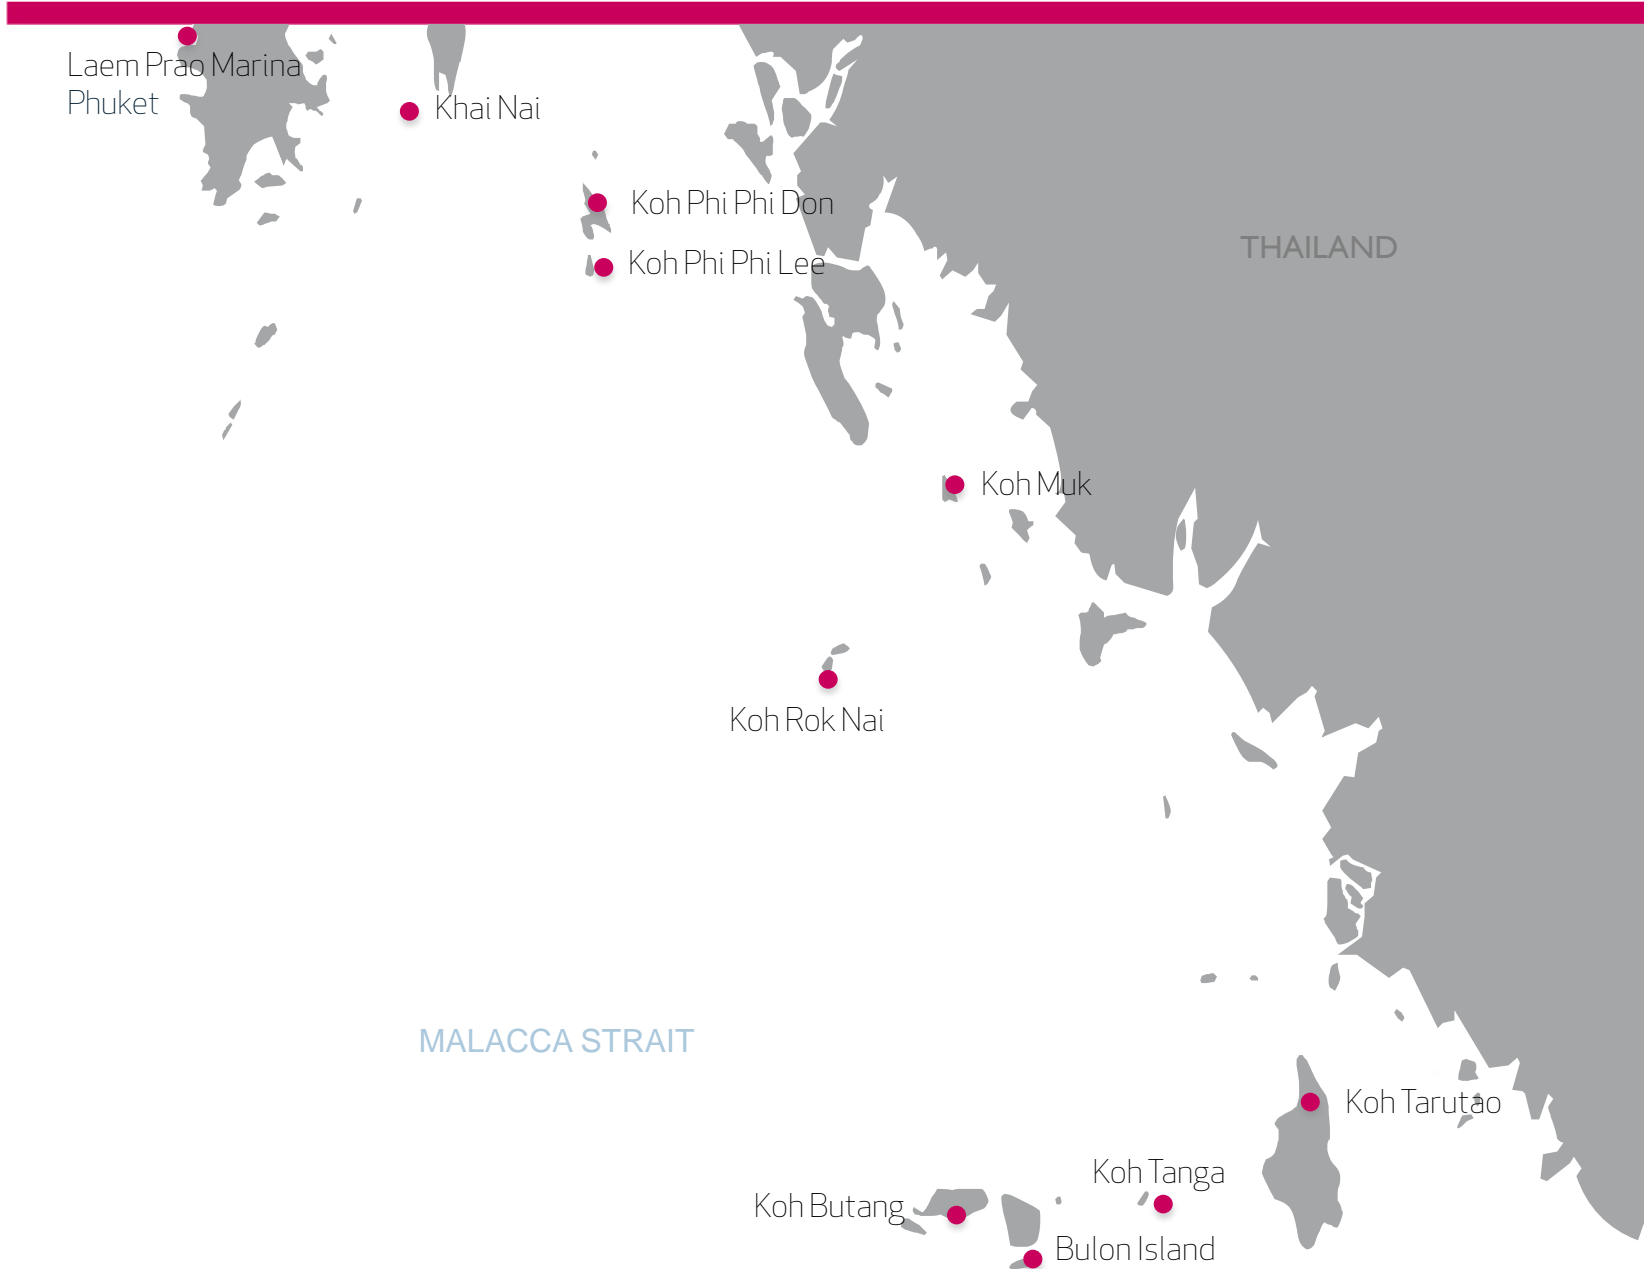 Laem Prao Marina
Phuket
Khai Nai
Koh Phi Phi Don
THAILAND
Koh Phi Phi Lee
Koh Muk
Koh Rok Nai
MALACCA STRAIT
Koh Tarutao
Koh Tanga
Koh Butang
Bulon Island